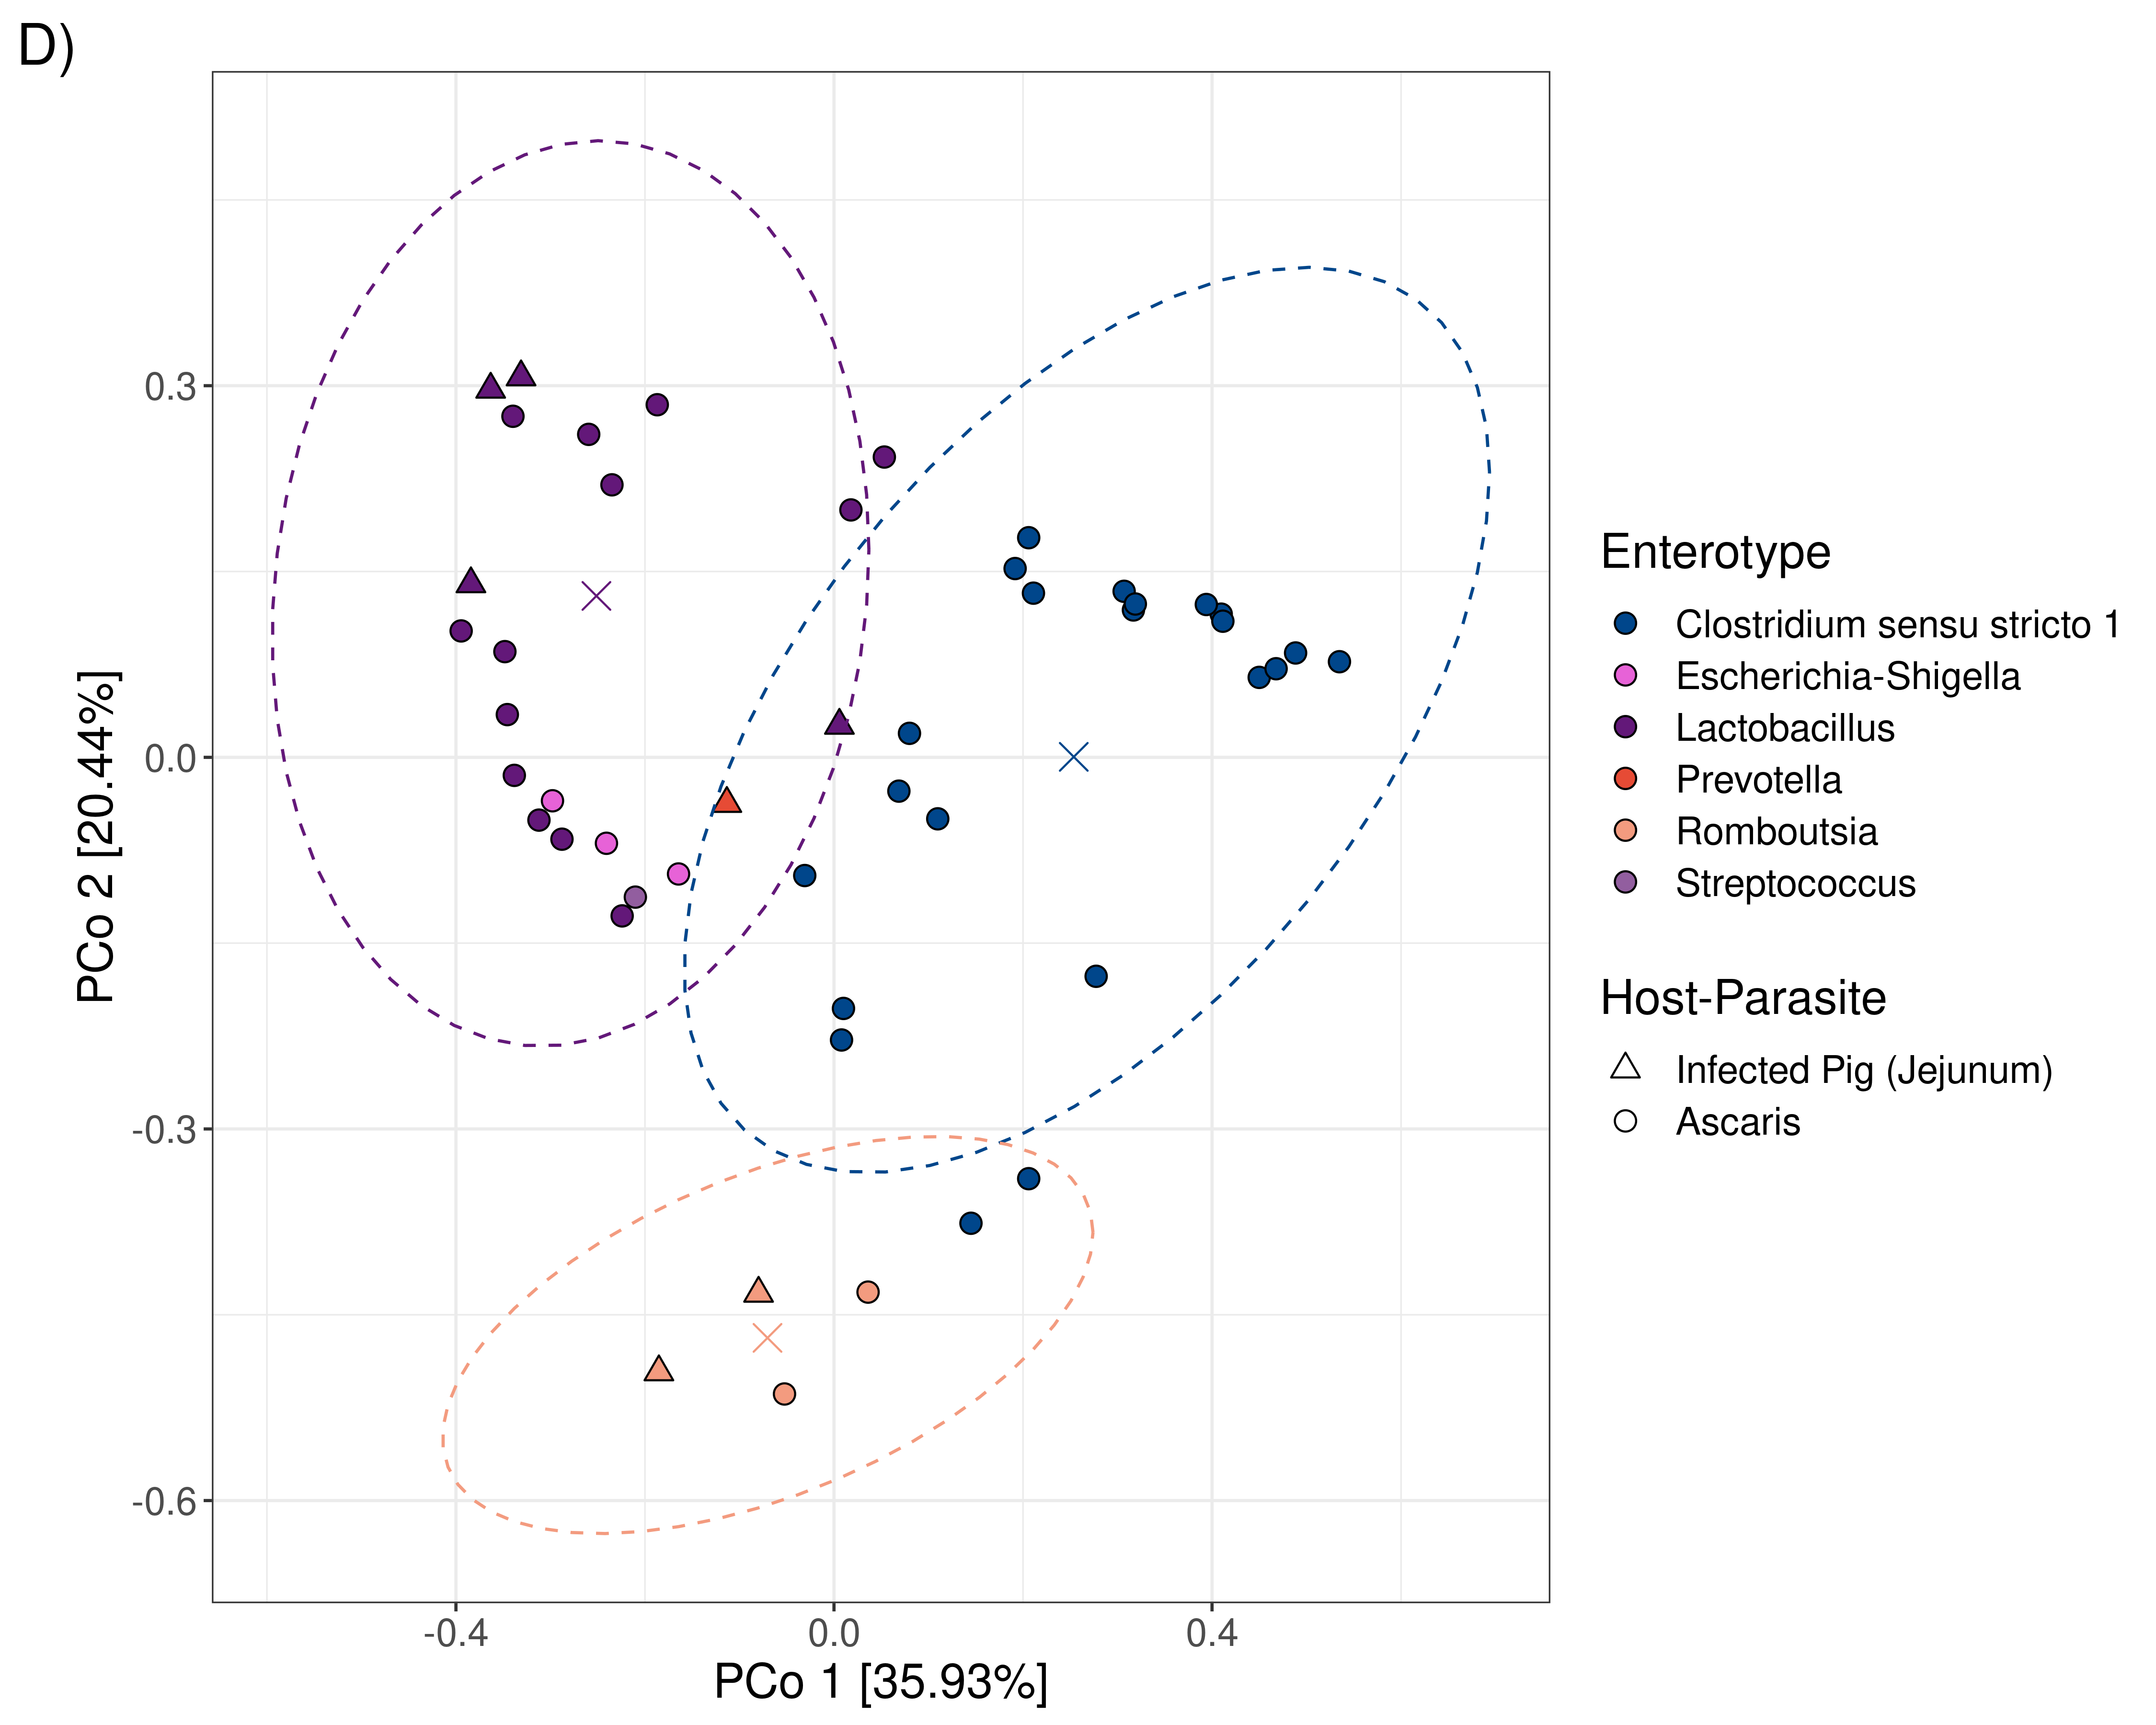 D)
0.3
0.0
-0.3
-0.6
PCo 2 [20.44%]
-0.4
0.0
0.4
PCo 1 [35.93%]
Enterotype
Clostridium sensu stricto 1
Escherichia-Shigella
Lactobacillus
Prevotella
Romboutsia
Streptococcus
Host-Parasite
Infected Pig (Jejunum)
Ascaris